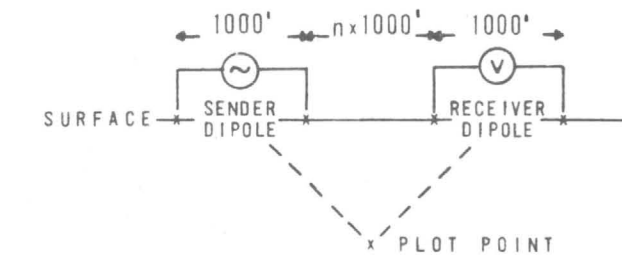 1000' n x 1000' 1000'
~ V
SURFACE SENDER DIPOLE RECEIVER DIPOLE
x PLOT POINT